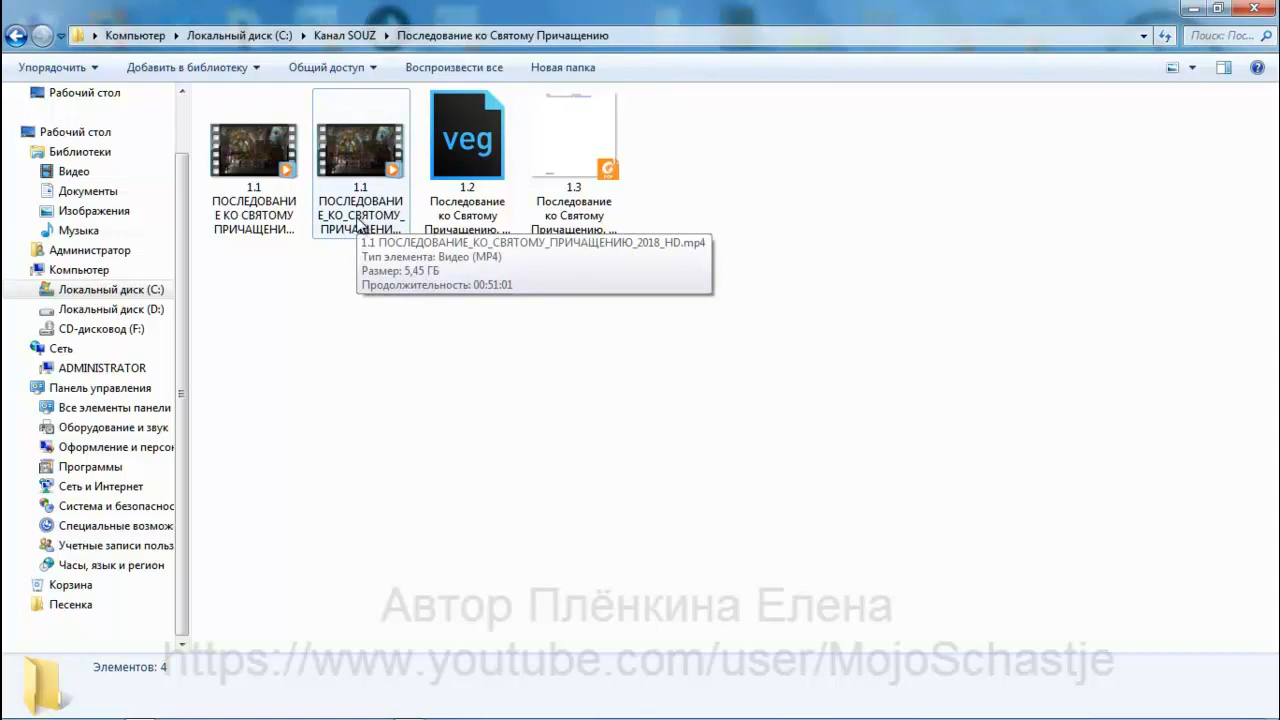 Компьютер
Локальный диск (C:)
Канал SOUZ
Последование ко Святому Причащению
Поиск: Пос...
Упорядочить
Добавить в библиотеку
Общий доступ
Воспроизвести все
Новая папка
Рабочий стол
Рабочий стол
Библиотеки
Видео
Документы
Изображения
Музыка
Администратор
Компьютер
Локальный диск (C:)
Локальный диск (D:)
CD-дисковод (F:)
Сеть
ADMINISTRATOR
Панель управления
Все элементы панели
Оборудование и звук
Оформление и персон
Программы
Сеть и Интернет
Система и безопаснос
Специальные возмож
Учетные записи польз
Часы, язык и регион
Корзина
Песенка
1.1
ПОСЛЕДОВАНИ
Е КО СВЯТОМУ
ПРИЧАЩЕНИ...
1.1
ПОСЛЕДОВАНИ
Е_КО_СВЯТОМУ_
ПРИЧАЩЕНИ...
veg
1.2
Последование
ко Святому
Причащению. ...
PDF
1.3
Последование
ко Святому
Причащению. ...
1.1 ПОСЛЕДОВАНИЕ_КО_СВЯТОМУ_ПРИЧАЩЕНИЮ_2018_HD.mp4
Тип элемента: Видео (MP4)
Размер: 5,45 ГБ
Продолжительность: 00:51:01
Автор Плёнкина Елена
https://www.youtube.com/user/MojoSchastje
Элементов: 4